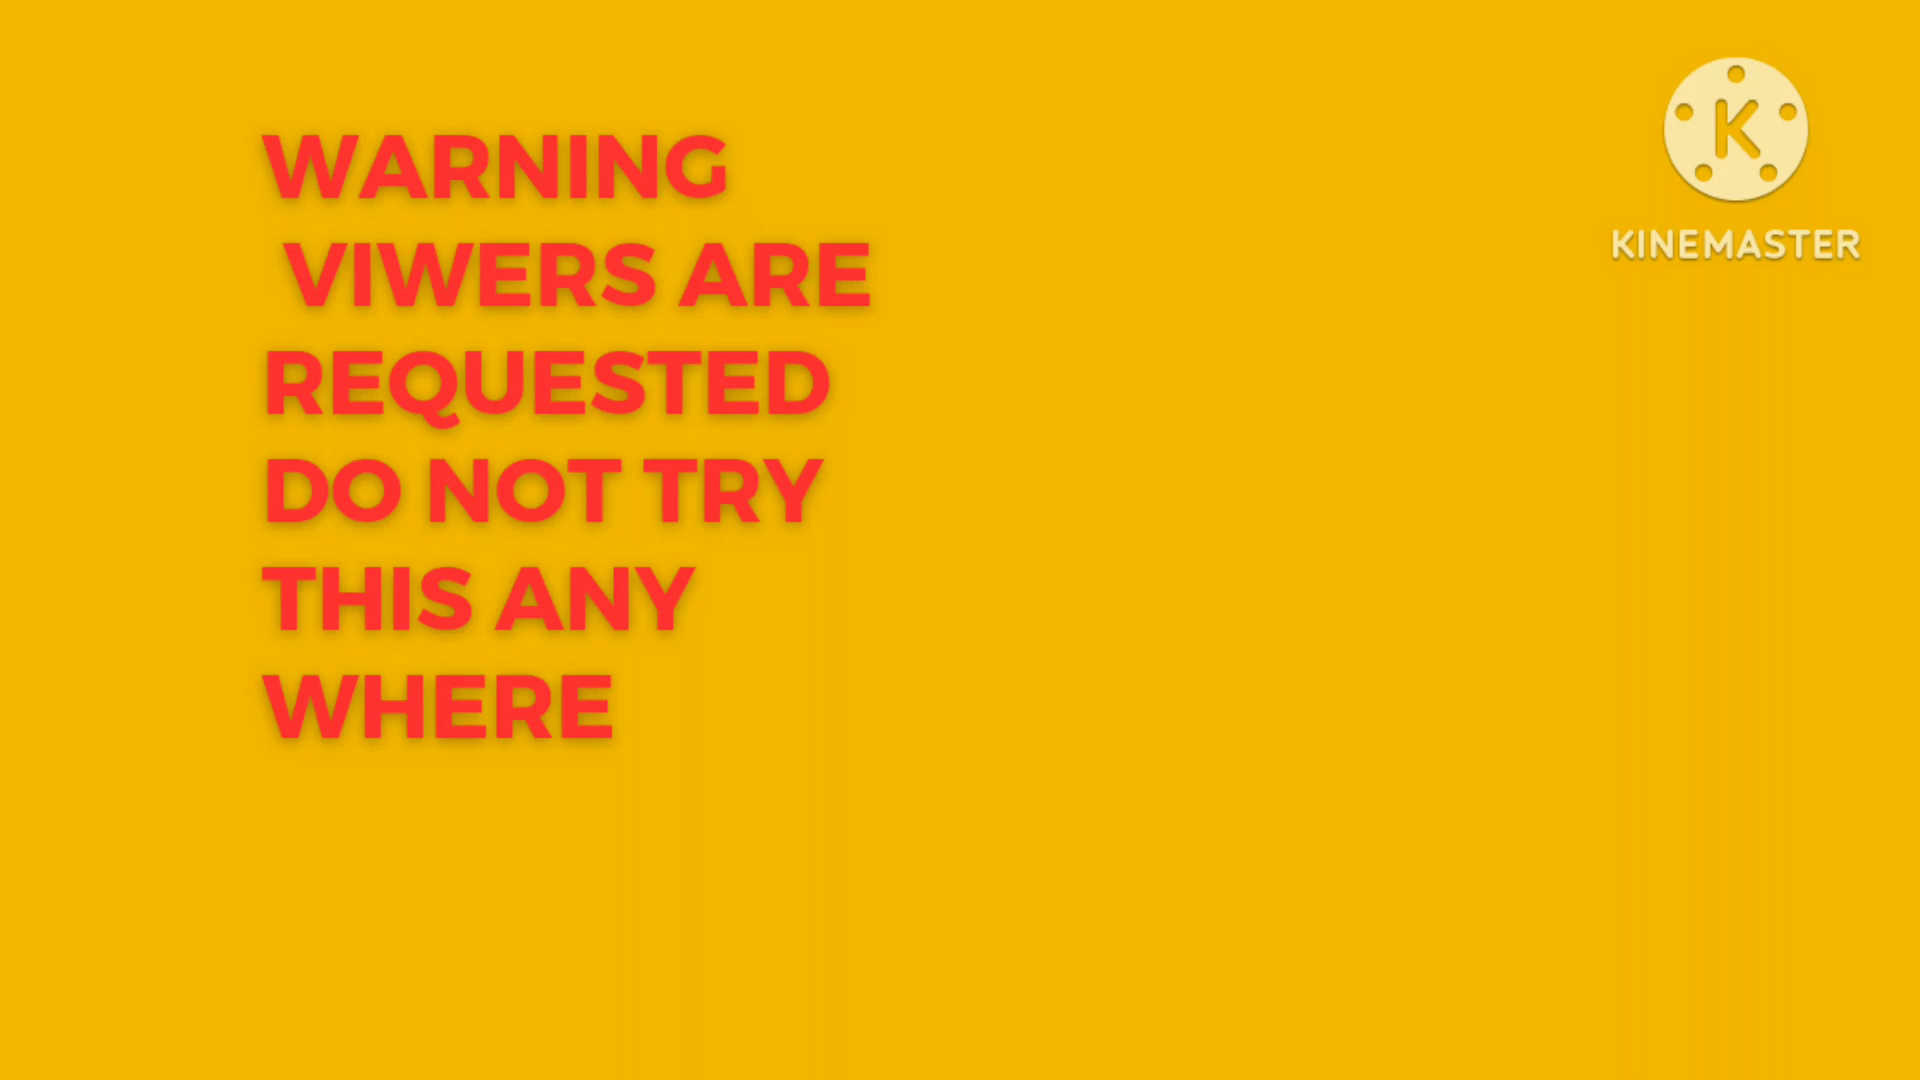 WARNING
VIWERS ARE
REQUESTED
DO NOT TRY
THIS ANY
WHERE
K
KINEMASTER